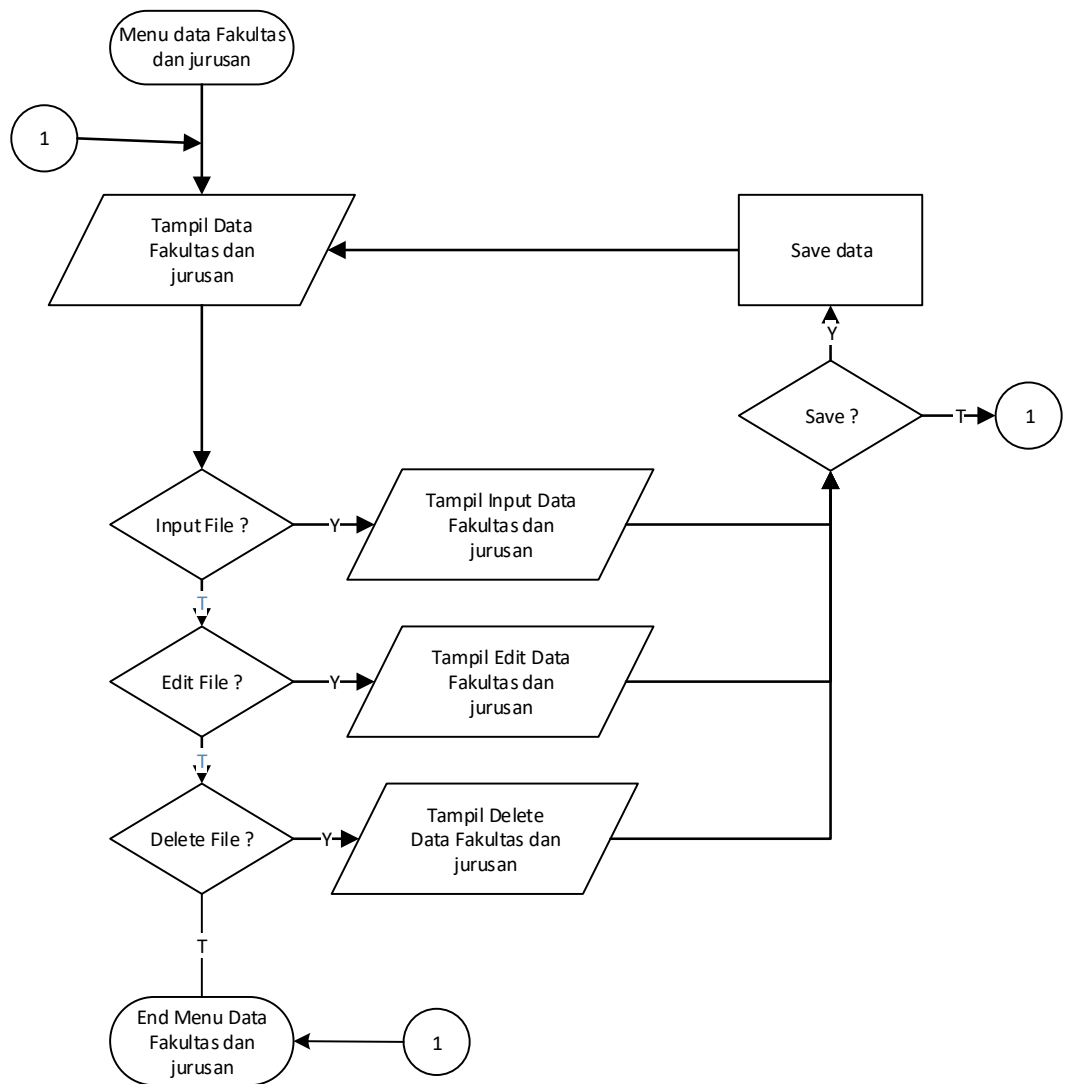 Menu data Fakultas
dan jurusan
1
Tampil Data
Fakultas dan
jurusan
Save data
Y
Save ?
T
1
Input File ?
Y
Tampil Input Data
Fakultas dan
jurusan
T
Edit File ?
Y
Tampil Edit Data
Fakultas dan
jurusan
T
Delete File ?
Y
Tampil Delete
Data Fakultas dan
jurusan
T
End Menu Data
Fakultas dan
jurusan
1